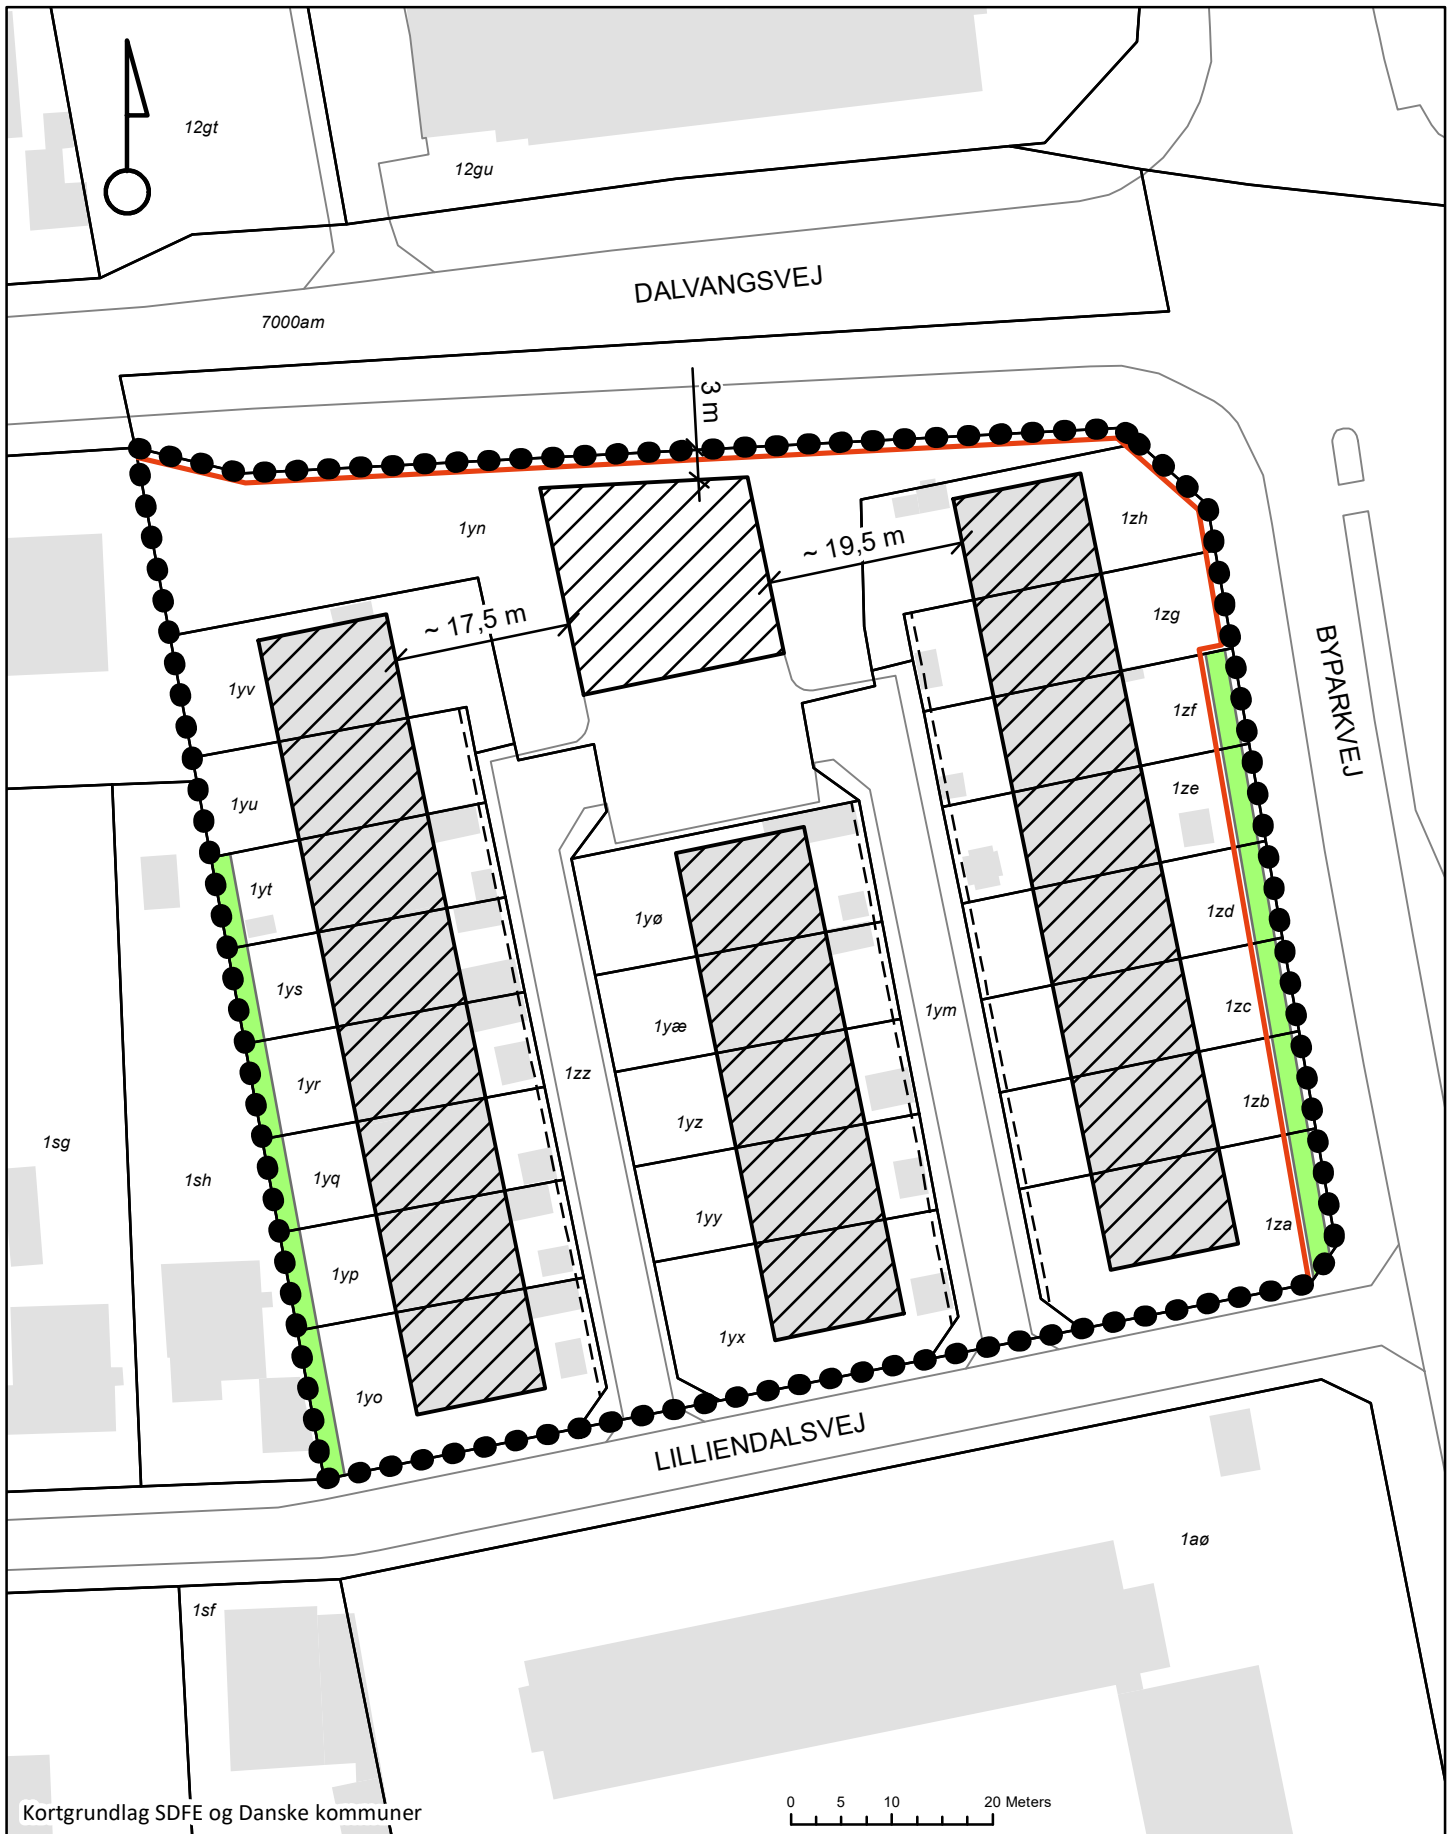 12gt
12gu
DALVANGSVEJ
7000am
3 m
1yn
1zh
~ 19,5 m
~ 17,5 m
1zg
BYPARKVEJ
1yv
1zf
1yu
1ze
1yt
1yø
1zd
1ys
1yæ
1ym
1zc
1zz
1yr
1yz
1zb
1sg
1sh
1yq
1yy
1za
1yp
1yx
1yo
LILLIENDALSVEJ
1aø
1sf
Kortgrundlag SDFE og Danske kommuner
0 5 10 20 Meters